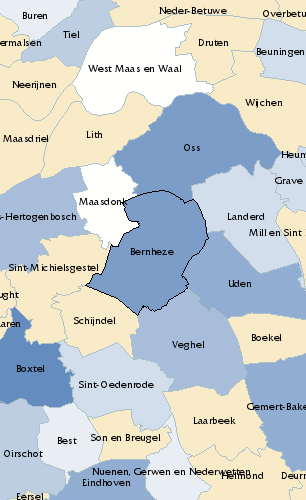 Neder-Betuwe
Buren
Overbetu
Tiel
Druten
ermalsen
Beuningen
West Maas en Waal
Neerijnen
Wijchen
Lith
Maasdriel
Oss
Heum
Grave
Maasdonk
s-Hertogenbosch
Landerd
Mill en Sint
Bernheze
Sint-Michielsgestel
Uden
ught
Schijndel
aren
Boekel
Veghel
Boxtel
Sint-Oedenrode
Gemert-Bake
Laarbeek
Best
Son en Breugel
Oirschot
Nuenen, Gerwen en Nederwetten
Helmond
Deurn
Eindhoven
Eersel